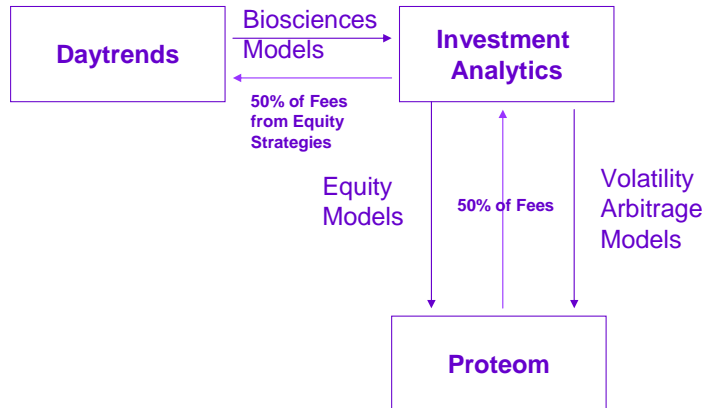 Daytrends
Biosciences
Models
Investment
Analytics
50% of Fees
from Equity
Strategies
Equity
Models
50% of Fees
Volatility
Arbitrage
Models
Proteom